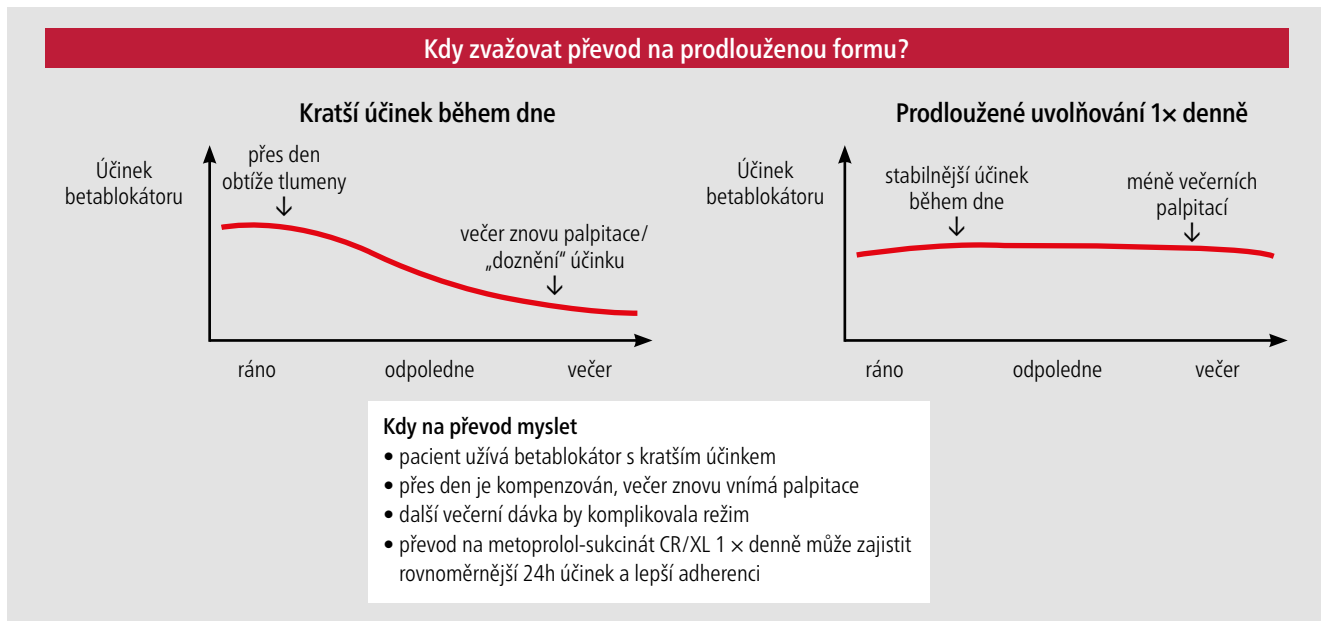 Kdy zvažovat převod na prodlouženou formu?
Kratší účinek během dne
Účinek
betablokátoru
přes den
obtíže tlumeny
večer znovu palpitace/
„doznění“ účinku
ráno odpoledne večer
Prodloužené uvolňování 1× denně
Účinek
betablokátoru
stabilnější účinek
během dne
méně večerních
palpitací
ráno odpoledne večer
Kdy na převod myslet
• pacient užívá betablokátor s kratším účinkem
• přes den je kompenzován, večer znovu vnímá palpitace
• další večerní dávka by komplikovala režim
• převod na metoprolol-sukcinát CR/XL 1 × denně může zajistit
rovnoměrnější 24h účinek a lepší adherenci